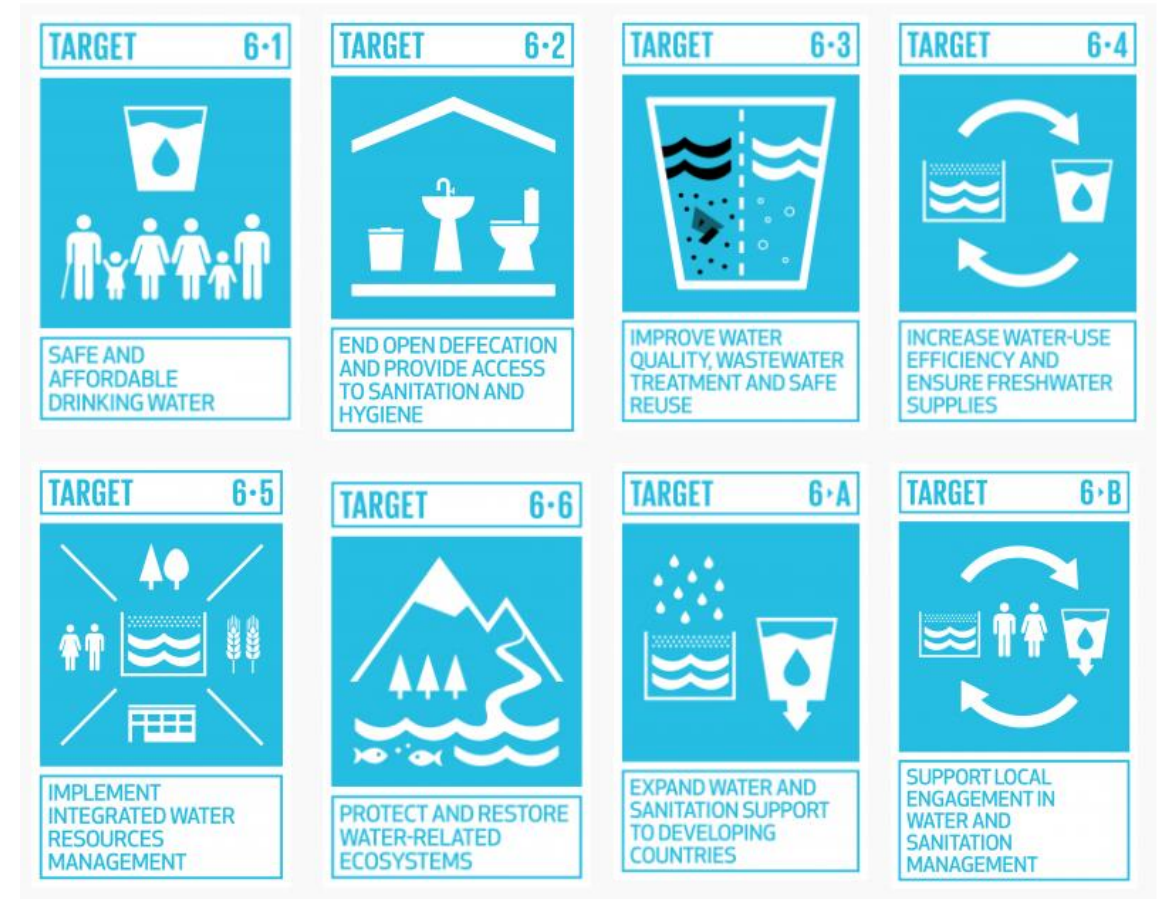 TARGET 6·1
SAFE AND
AFFORDABLE
DRINKING WATER
TARGET 6·2
END OPEN DEFECATION
AND PROVIDE ACCESS
TO SANITATION AND
HYGIENE
TARGET 6·3
IMPROVE WATER
QUALITY, WASTEWATER
TREATMENT AND SAFE
REUSE
TARGET 6·4
INCREASE WATER-USE
EFFICIENCY AND
ENSURE FRESHWATER
SUPPLIES
TARGET 6·5
IMPLEMENT
INTEGRATED WATER
RESOURCES
MANAGEMENT
TARGET 6·6
PROTECT AND RESTORE
WATER-RELATED
ECOSYSTEMS
TARGET 6·A
EXPAND WATER AND
SANITATION SUPPORT
TO DEVELOPING
COUNTRIES
TARGET 6·B
SUPPORT LOCAL
ENGAGEMENT IN
WATER AND
SANITATION
MANAGEMENT